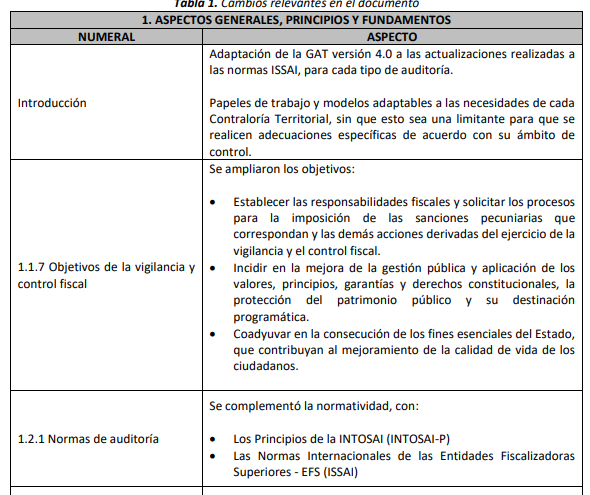 Tabla 1. Cambios relevantes en el documento
1. ASPECTOS GENERALES, PRINCIPIOS Y FUNDAMENTOS
NUMERAL
ASPECTO
Introducción
Adaptación de la GAT versión 4.0 a las actualizaciones realizadas a
las normas ISSAI, para cada tipo de auditoría.
Papeles de trabajo y modelos adaptables a las necesidades de cada
Contraloría Territorial, sin que esto sea una limitante para que se
realicen adecuaciones específicas de acuerdo con su ámbito de
control.
1.1.7 Objetivos de la vigilancia y
control fiscal
Se ampliaron los objetivos:
• Establecer las responsabilidades fiscales y solicitar los procesos
para la imposición de las sanciones pecuniarias que
correspondan y las demás acciones derivadas del ejercicio de la
vigilancia y el control fiscal.
• Incidir en la mejora de la gestión pública y aplicación de los
valores, principios, garantías y derechos constitucionales, la
protección del patrimonio público y su destinación
programática.
• Coadyuvar en la consecución de los fines esenciales del Estado,
que contribuyan al mejoramiento de la calidad de vida de los
ciudadanos.
1.2.1 Normas de auditoría
Se complementó la normatividad, con:
• Los Principios de la INTOSAI (INTOSAI-P)
• Las Normas Internacionales de las Entidades Fiscalizadoras
Superiores - EFS (ISSAI)